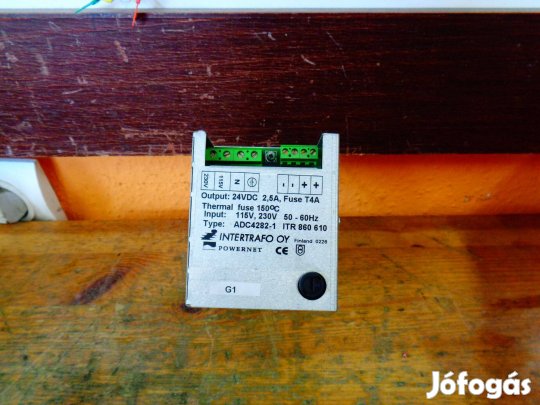 230V 115V N - - + +
Output: 24VDC 2,5A, Fuse T4A
Thermal fuse 150ºC
Input: 115V, 230V 50 - 60Hz
Type: ADC4282-1 ITR 860 610
INTERTRAFO OY Finland 0226
POWERNET CE
G1
Jófogás